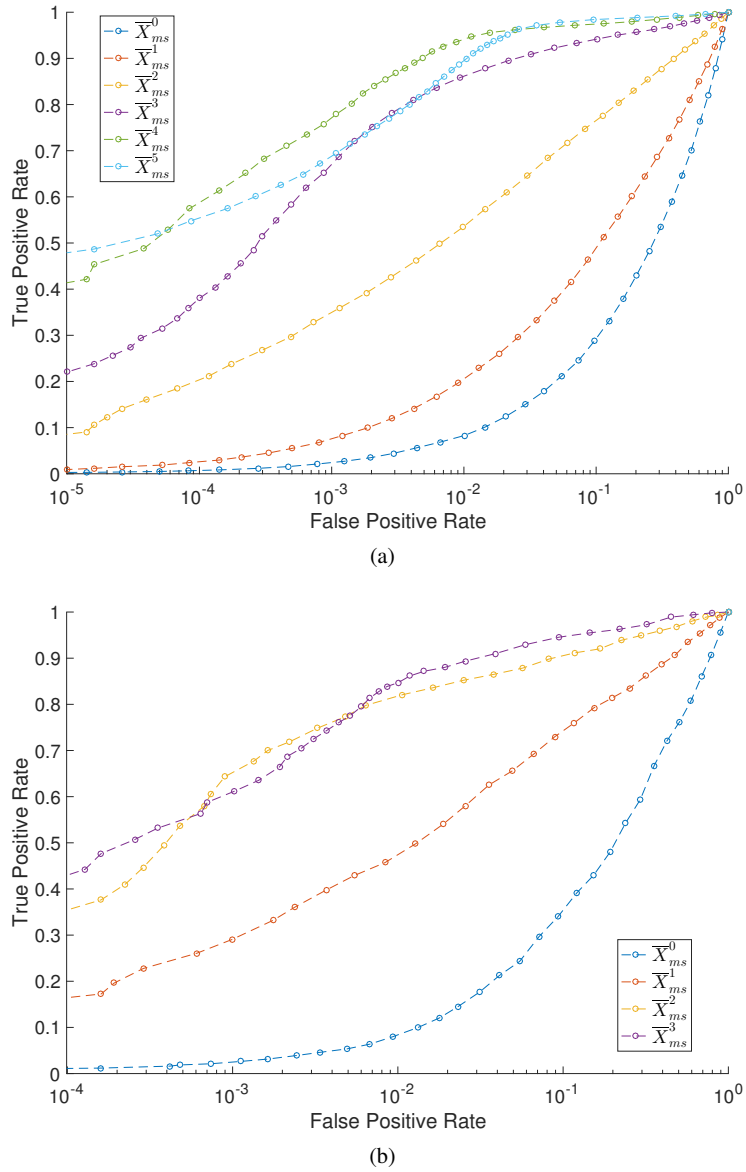 1
0.9
0.8
0.7
0.6
0.5
0.4
0.3
0.2
0.1
0
True Positive Rate
X̅⁰ₘₛ
X̅¹ₘₛ
X̅²ₘₛ
X̅³ₘₛ
X̅⁴ₘₛ
X̅⁵ₘₛ
10⁻⁵ 10⁻⁴ 10⁻³ 10⁻² 10⁻¹ 10⁰
False Positive Rate
(a)
1
0.9
0.8
0.7
0.6
0.5
0.4
0.3
0.2
0.1
0
True Positive Rate
X̅⁰ₘₛ
X̅¹ₘₛ
X̅²ₘₛ
X̅³ₘₛ
10⁻⁴ 10⁻³ 10⁻² 10⁻¹ 10⁰
False Positive Rate
(b)